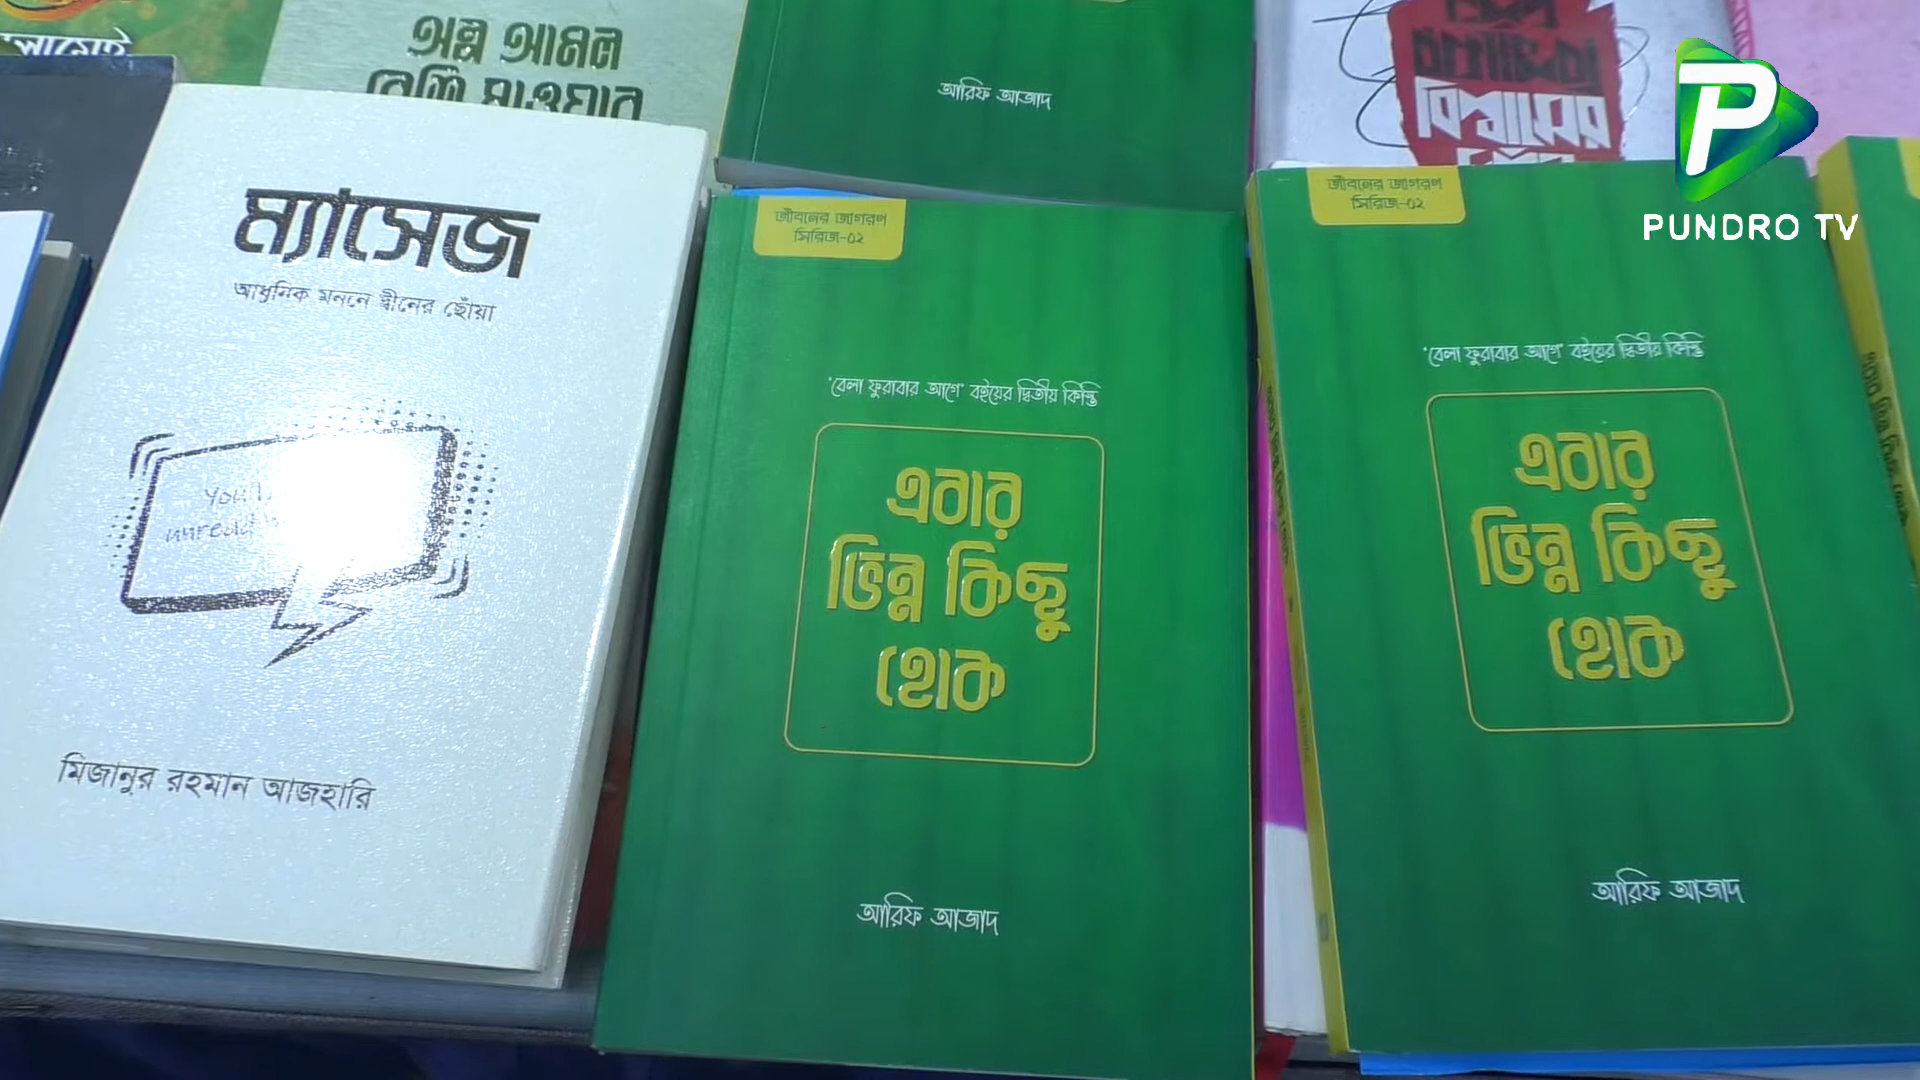 অল্প আমল
বেশি
আরিফ আজাদ
বিশ্বাসের
PUNDRO TV
ম্যাসেজ
আধুনিক মননে দ্বীনের ছোঁয়া
মিজানুর রহমান আজহারি
জীবনের জাগরণ
সিরিজ-০২
'বেলা ফুরাবার আগে' বইয়ের দ্বিতীয় কিস্তি
এবার
ভিন্ন কিছু
হোক
আরিফ আজাদ
জীবনের জাগরণ
সিরিজ-০২
'বেলা ফুরাবার আগে' বইয়ের দ্বিতীয় কিস্তি
এবার
ভিন্ন কিছু
হোক
আরিফ আজাদ